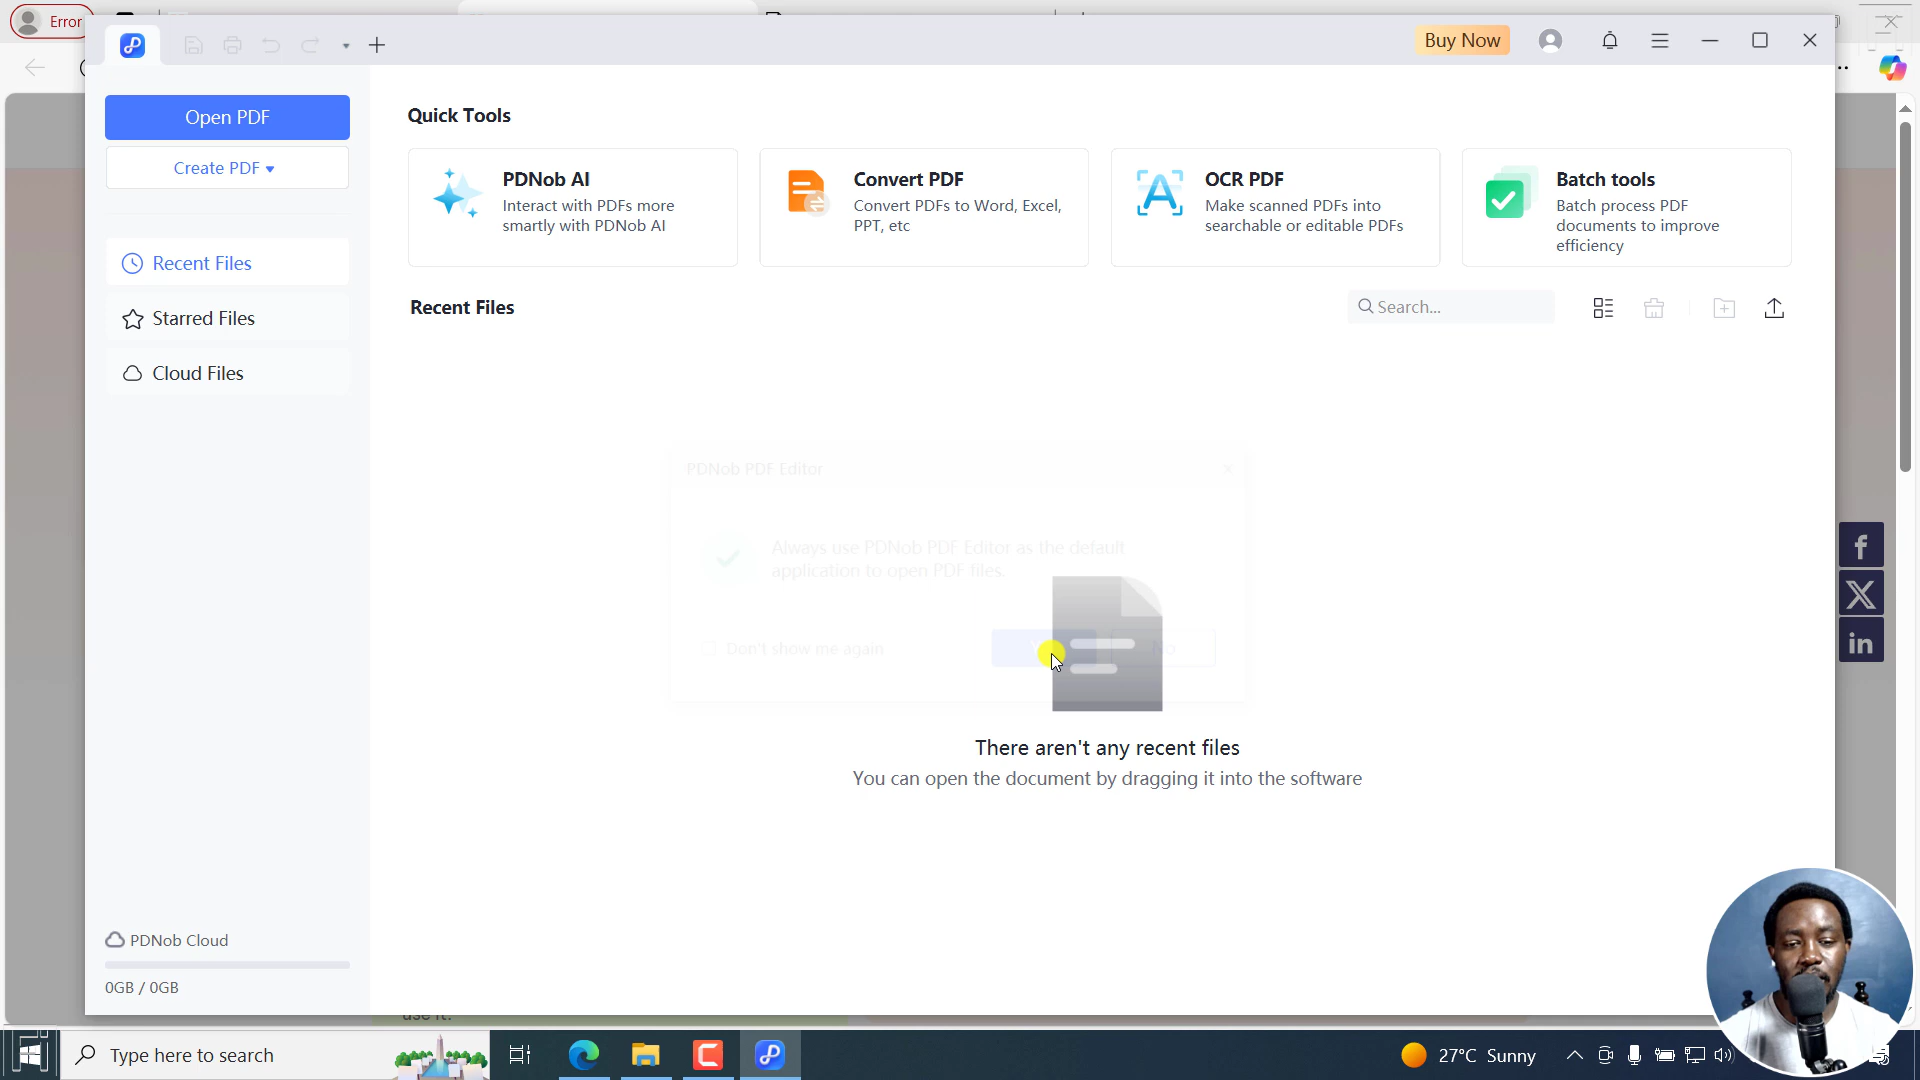 Error
Buy Now
Open PDF
Create PDF
Quick Tools
PDNob AI
Interact with PDFs more
smartly with PDNob AI
Convert PDF
Convert PDFs to Word, Excel,
PPT, etc
OCR PDF
Make scanned PDFs into
searchable or editable PDFs
Batch tools
Batch process PDF
documents to improve
efficiency
Recent Files
Starred Files
Cloud Files
Recent Files
Search...
PDNob PDF Editor
Always use PDNob PDF Editor as the default
application to open PDF files.
Don't show me again
No
There aren't any recent files
You can open the document by dragging it into the software
PDNob Cloud
0GB / 0GB
use it.
Type here to search
27°C Sunny